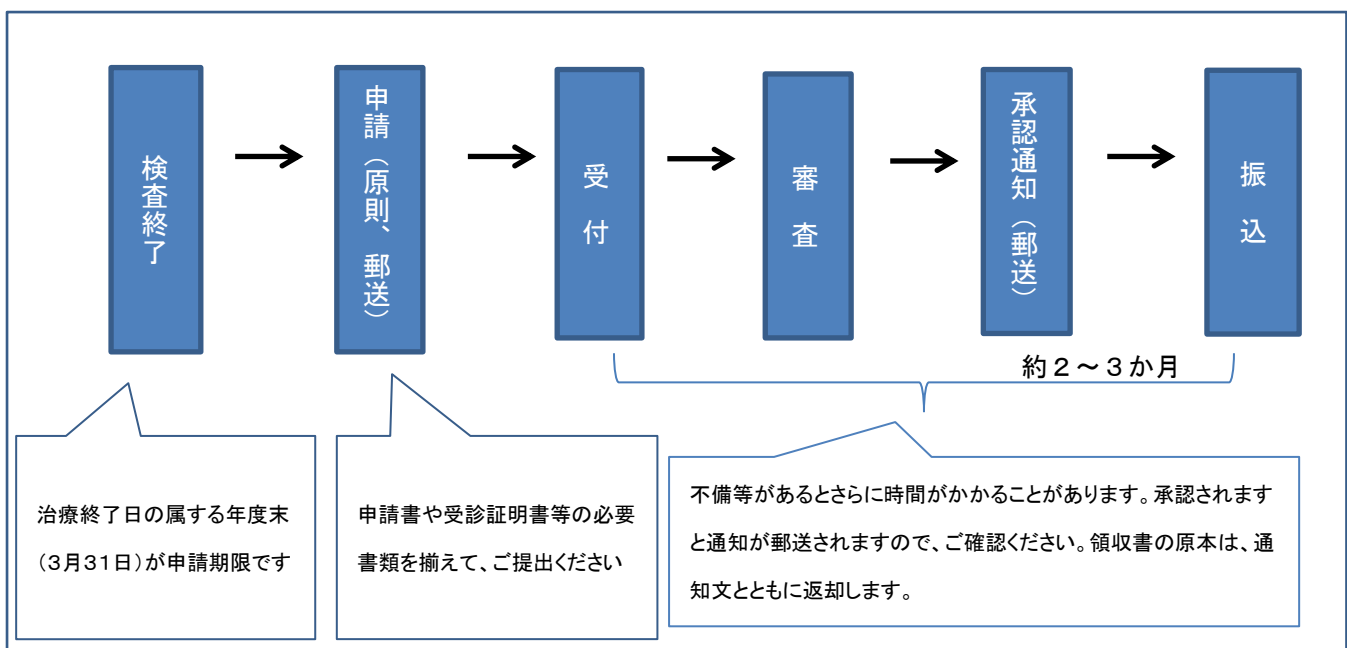 検査終了
申請（原則、郵送）
受付
審査
承認通知（郵送）
振込
約２～３か月
治療終了日の属する年度末
（３月３１日）が申請期限です
申請書や受診証明書等の必要
書類を揃えて、ご提出ください
不備等があるとさらに時間がかかることがあります。承認されます
と通知が郵送されますので、ご確認ください。領収書の原本は、通
知文とともに返却します。